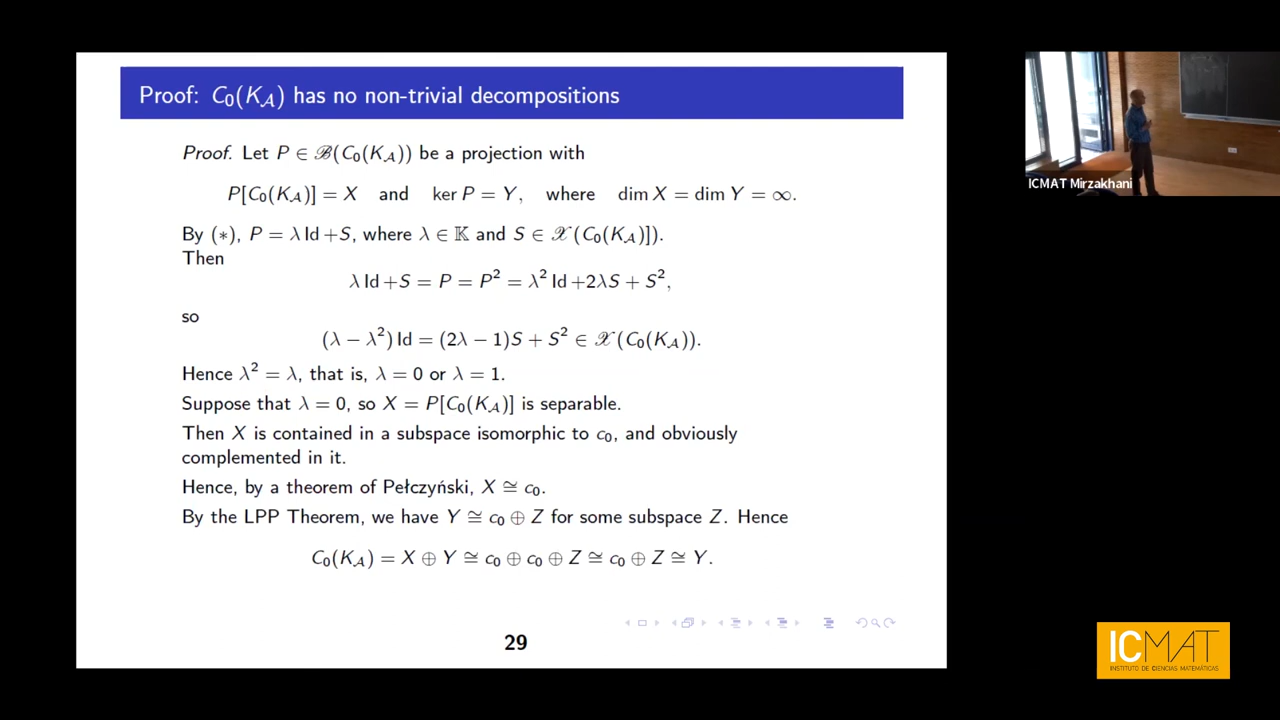 Proof: C₀(K_𝒜) has no non-trivial decompositions
Proof. Let P ∈ ℬ(C₀(K_𝒜)) be a projection with
P[C₀(K_𝒜)] = X and ker P = Y, where dim X = dim Y = ∞.
By (∗), P = λ Id +S, where λ ∈ 𝕂 and S ∈ 𝒳(C₀(K_𝒜)]).
Then
λ Id +S = P = P² = λ² Id +2λS + S²,
so
(λ − λ²) Id = (2λ − 1)S + S² ∈ 𝒳(C₀(K_𝒜)).
Hence λ² = λ, that is, λ = 0 or λ = 1.
Suppose that λ = 0, so X = P[C₀(K_𝒜)] is separable.
Then X is contained in a subspace isomorphic to c₀, and obviously
complemented in it.
Hence, by a theorem of Pełczyński, X ≅ c₀.
By the LPP Theorem, we have Y ≅ c₀ ⊕ Z for some subspace Z. Hence
C₀(K_𝒜) = X ⊕ Y ≅ c₀ ⊕ c₀ ⊕ Z ≅ c₀ ⊕ Z ≅ Y.
29
ICMAT Mirzakhani
ICMAT
INSTITUTO DE CIENCIAS MATEMÁTICAS